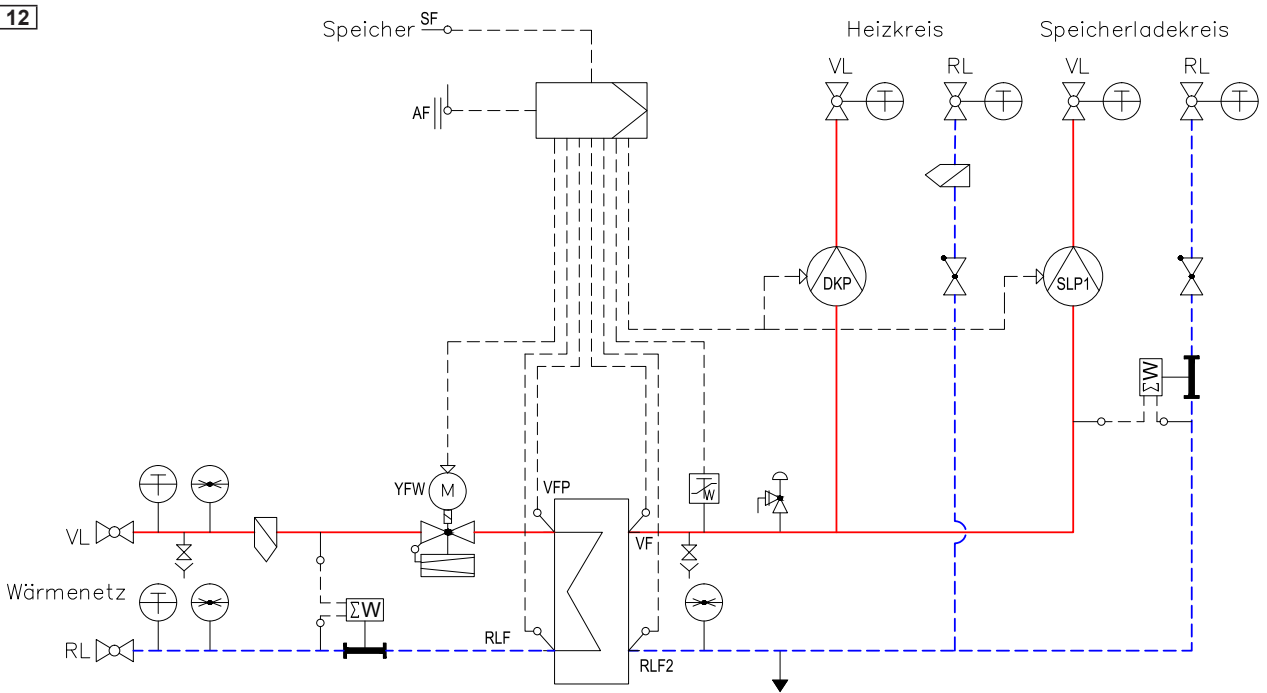 12
Speicher SF
Heizkreis
Speicherladekreis
VL
RL
VL
RL
AF
T
T
T
T
DKP
SLP1
ΣW
YFW
M
VFP
T
W
VL
VF
T
Wärmenetz
T
ΣW
RLF
RL
RLF2